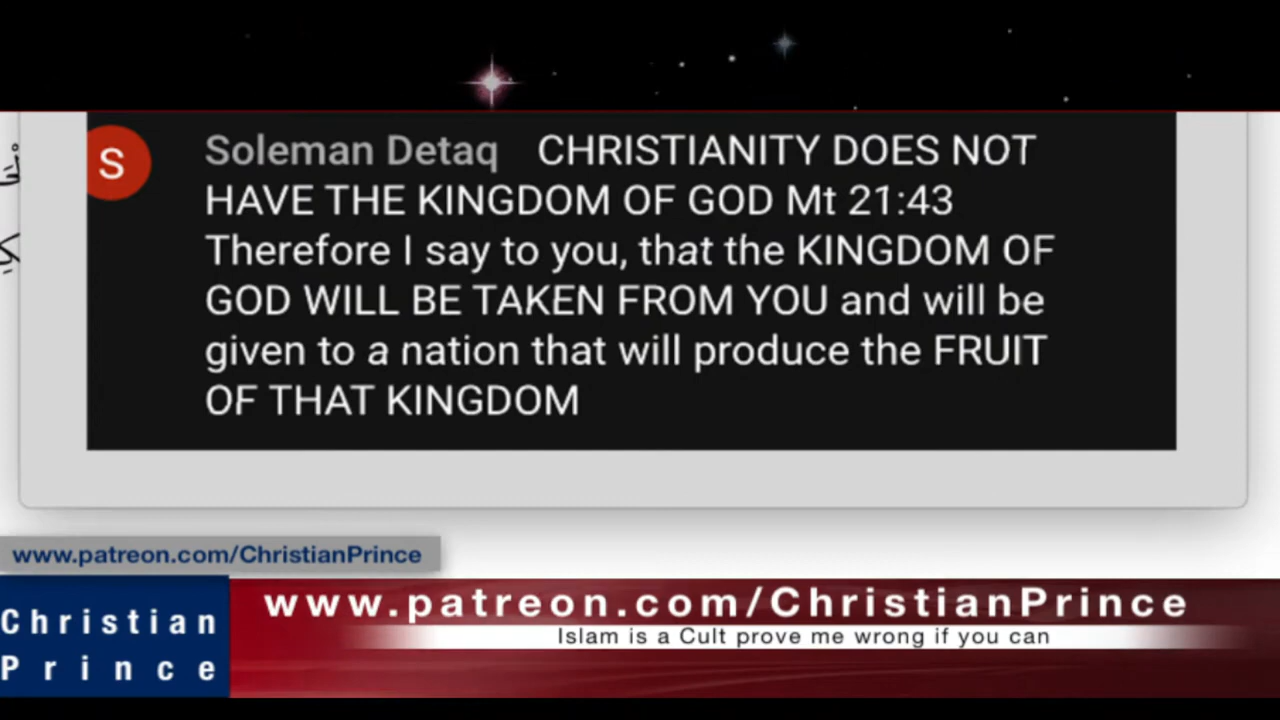 Soleman Detaq CHRISTIANITY DOES NOT
HAVE THE KINGDOM OF GOD Mt 21:43
Therefore I say to you, that the KINGDOM OF
GOD WILL BE TAKEN FROM YOU and will be
given to a nation that will produce the FRUIT
OF THAT KINGDOM
S
www.patreon.com/ChristianPrince
Christian
Prince
www.patreon.com/ChristianPrince
Islam is a Cult prove me wrong if you can